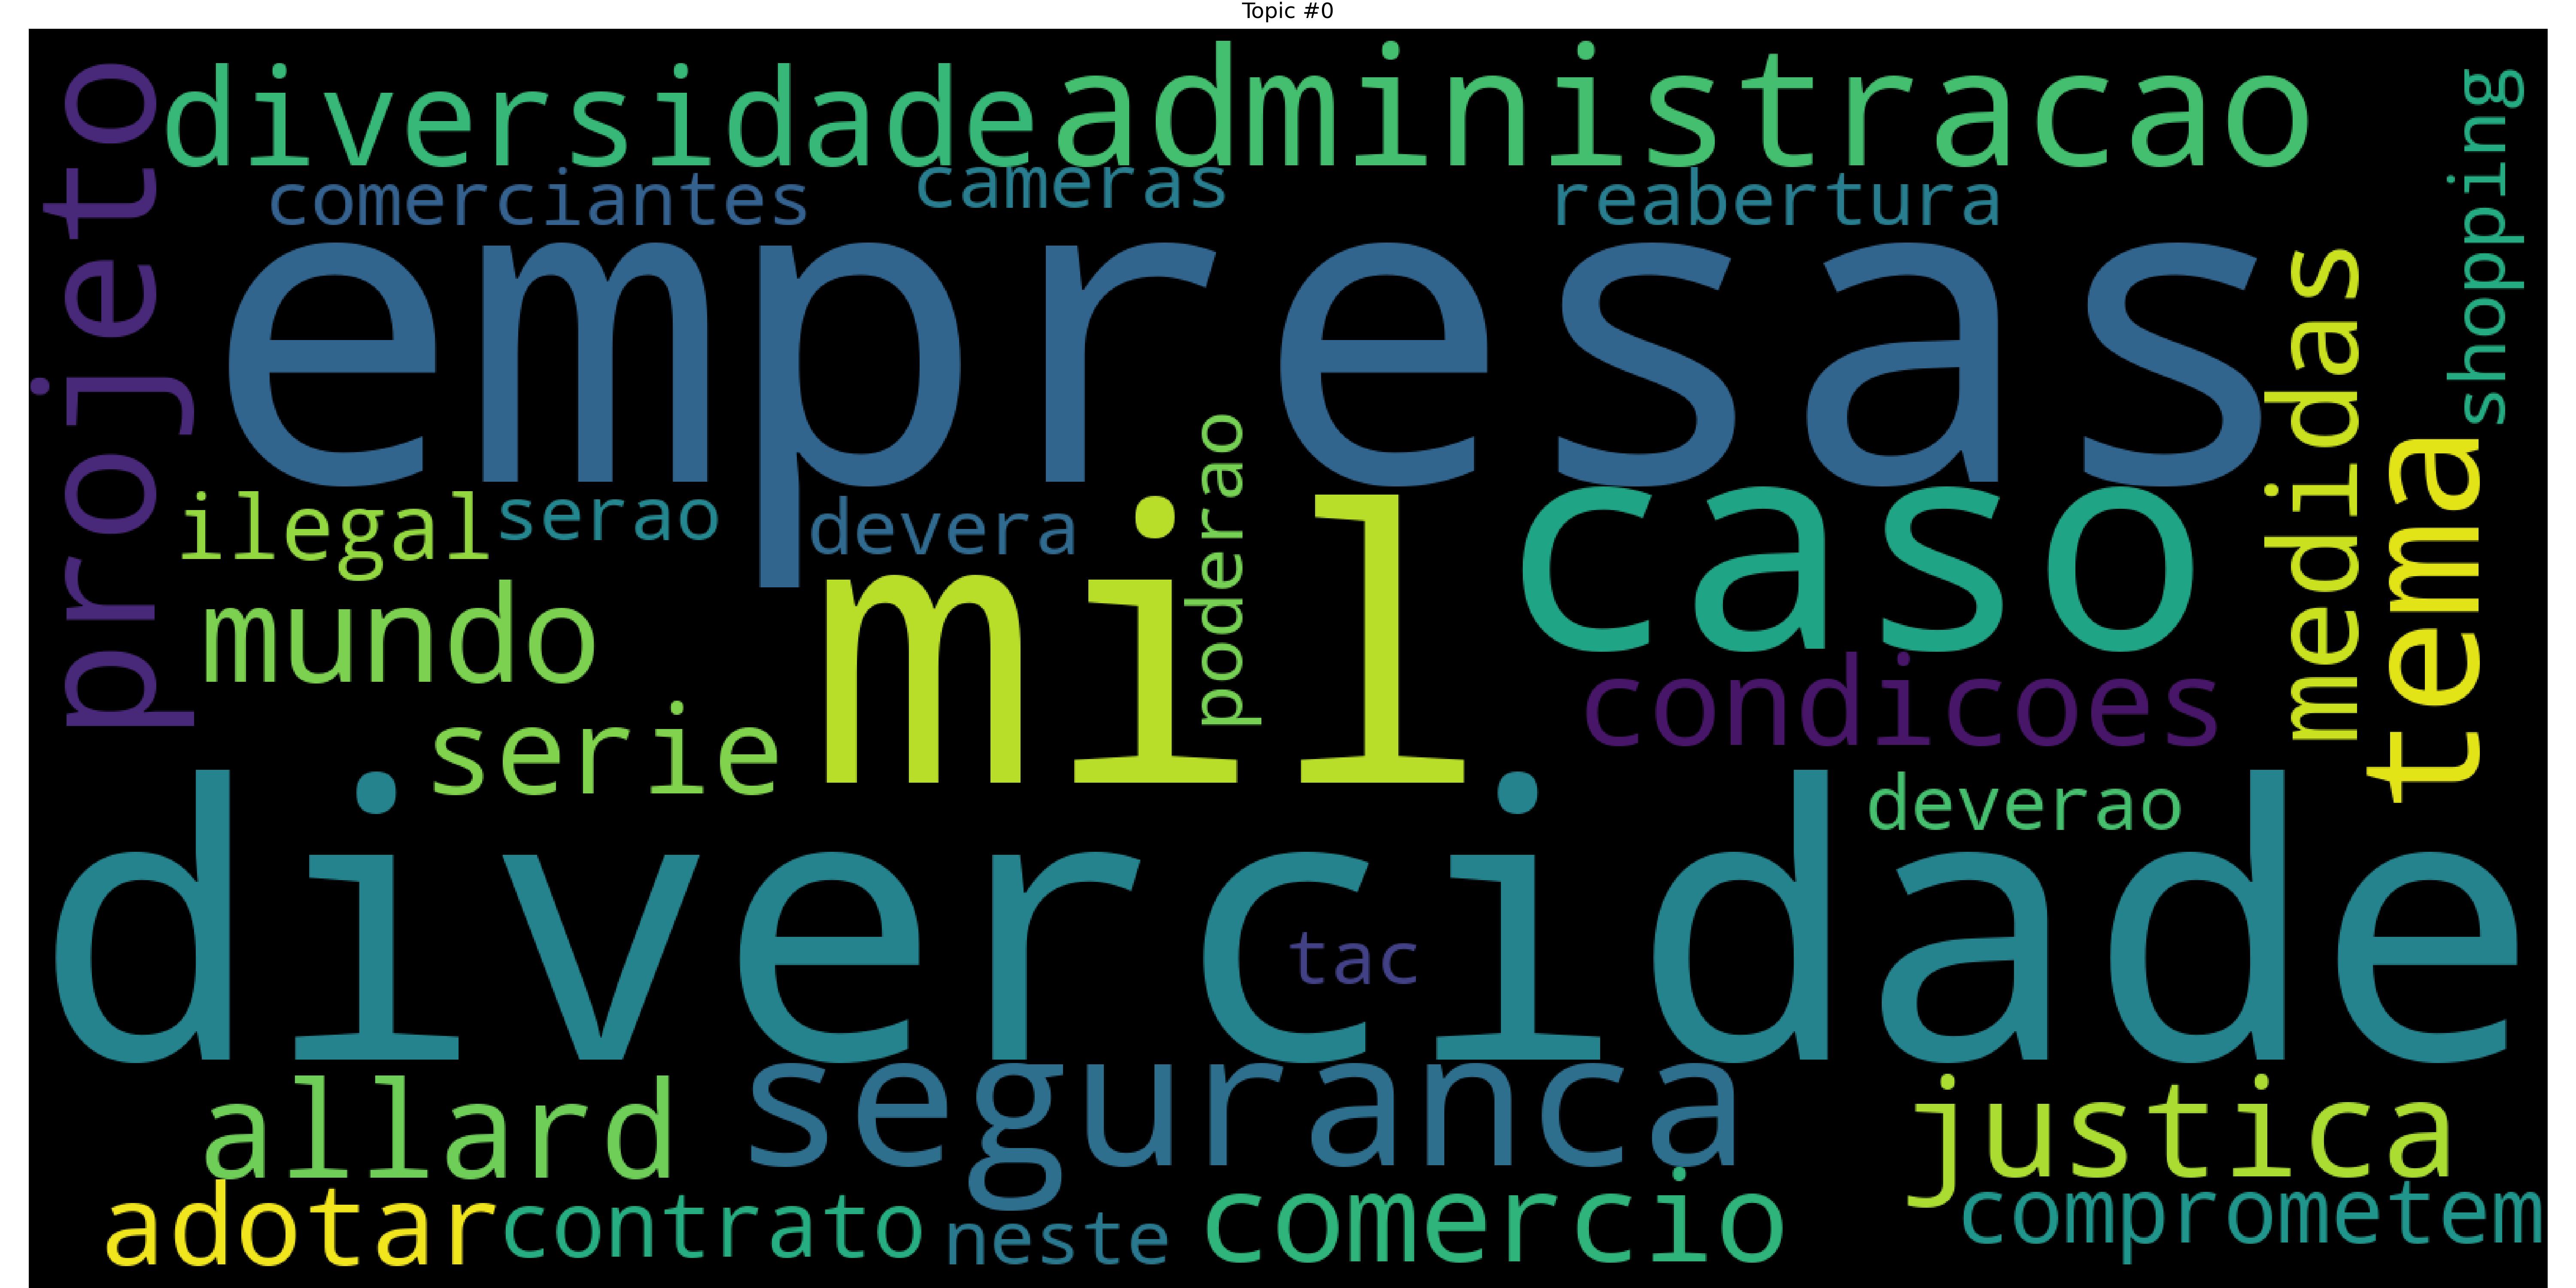 Topic #0
projeto
diversidade
administracao
shopping
comerciantes
cameras
reabertura
empresas
medidas
tema
ilegal
serao
devera
poderao
mil
caso
mundo
condicoes
serie
deverao
divercidade
tac
allard
seguranca
justica
adotar
contrato
neste
comercio
comprometem